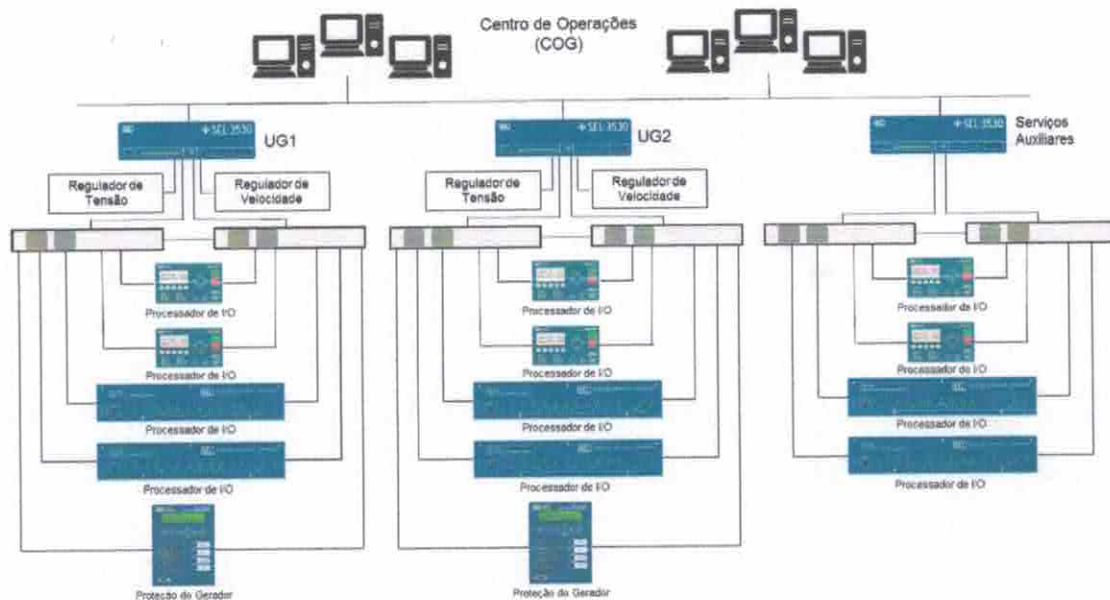 Centro de Operações
(COG)
SEL-3530
UG1
SEL-3530
UG2
SEL-3530
Serviços
Auxiliares
Regulador de
Tensão
Regulador de
Velocidade
Regulador de
Tensão
Regulador de
Velocidade
Processador de I/O
Processador de I/O
Processador de I/O
Processador de I/O
Processador de I/O
Processador de I/O
Processador de I/O
Processador de I/O
Processador de I/O
Processador de I/O
Processador de I/O
Processador de I/O
Proteção do Gerador
Proteção do Gerador